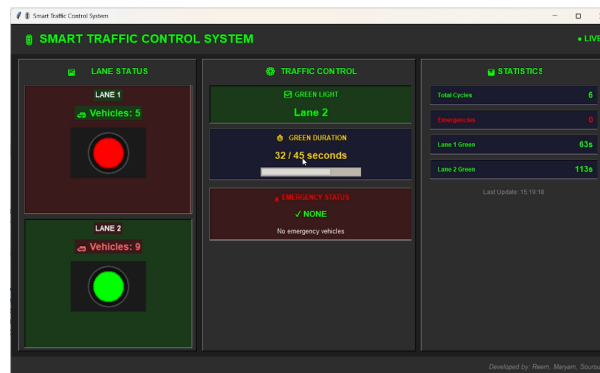 Smart Traffic Control System
SMART TRAFFIC CONTROL SYSTEM
● LIVE
LANE STATUS
LANE 1
Vehicles: 5
LANE 2
Vehicles: 9
TRAFFIC CONTROL
GREEN LIGHT
Lane 2
GREEN DURATION
32 / 45 seconds
EMERGENCY STATUS
✓ NONE
No emergency vehicles
STATISTICS
Total Cycles 6
Emergencies 0
Lane 1 Green 63s
Lane 2 Green 113s
Last Update: 15:19:18
Developed by: Reem, Maryam,